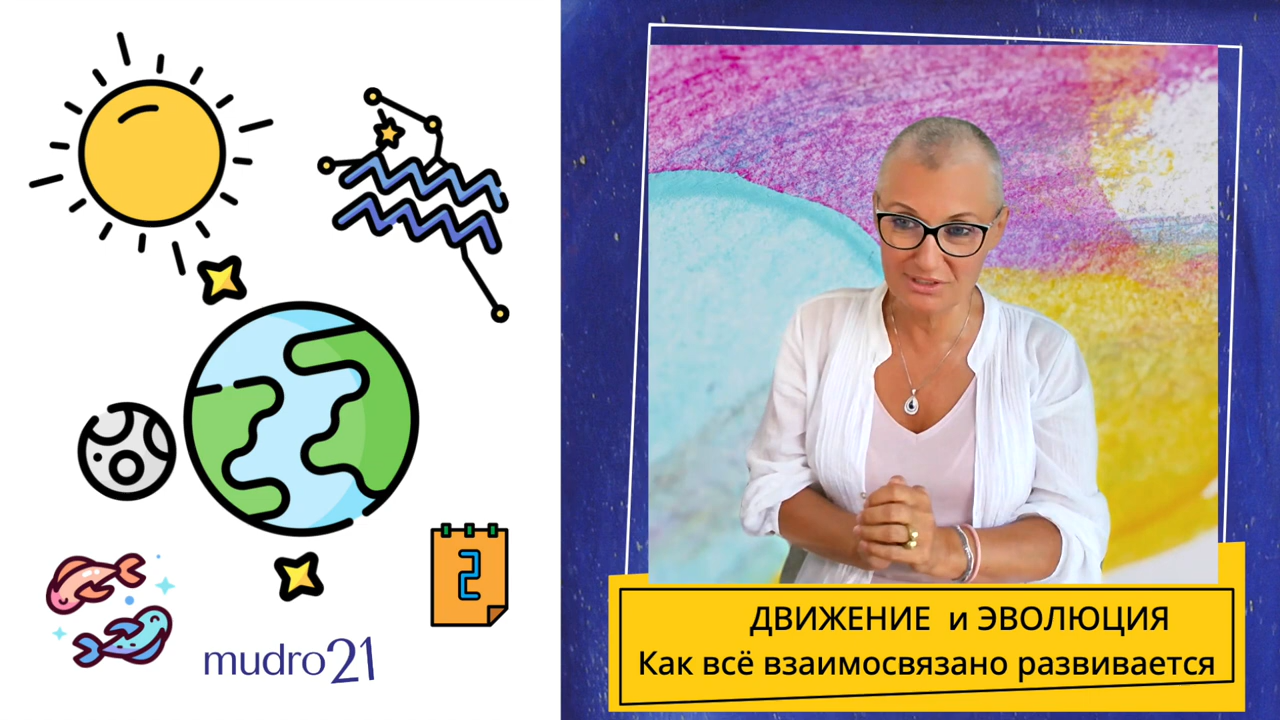 2
mudro21
ДВИЖЕНИЕ и ЭВОЛЮЦИЯ
Как всё взаимосвязано развивается